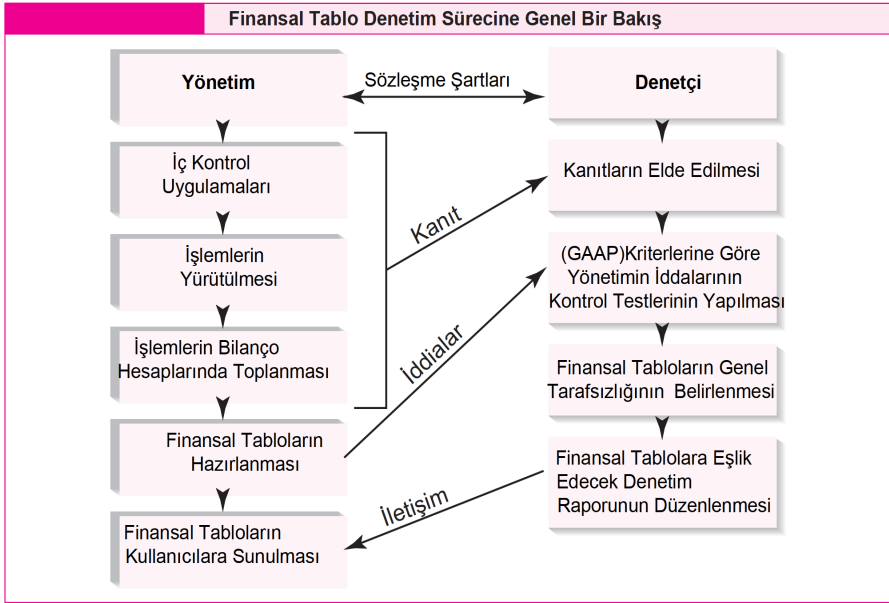 Finansal Tablo Denetim Sürecine Genel Bir Bakış
Yönetim
Sözleşme Şartları
Denetçi
İç Kontrol
Uygulamaları
İşlemlerin
Yürütülmesi
İşlemlerin Bilanço
Hesaplarında Toplanması
Finansal Tabloların
Hazırlanması
Finansal Tabloların
Kullanıcılara Sunulması
Kanıt
İddialar
İletişim
Kanıtların Elde Edilmesi
(GAAP)Kriterlerine Göre
Yönetimin İddalarının
Kontrol Testlerinin Yapılması
Finansal Tabloların Genel
Tarafsızlığının Belirlenmesi
Finansal Tablolara Eşlik
Edecek Denetim
Raporunun Düzenlenmesi